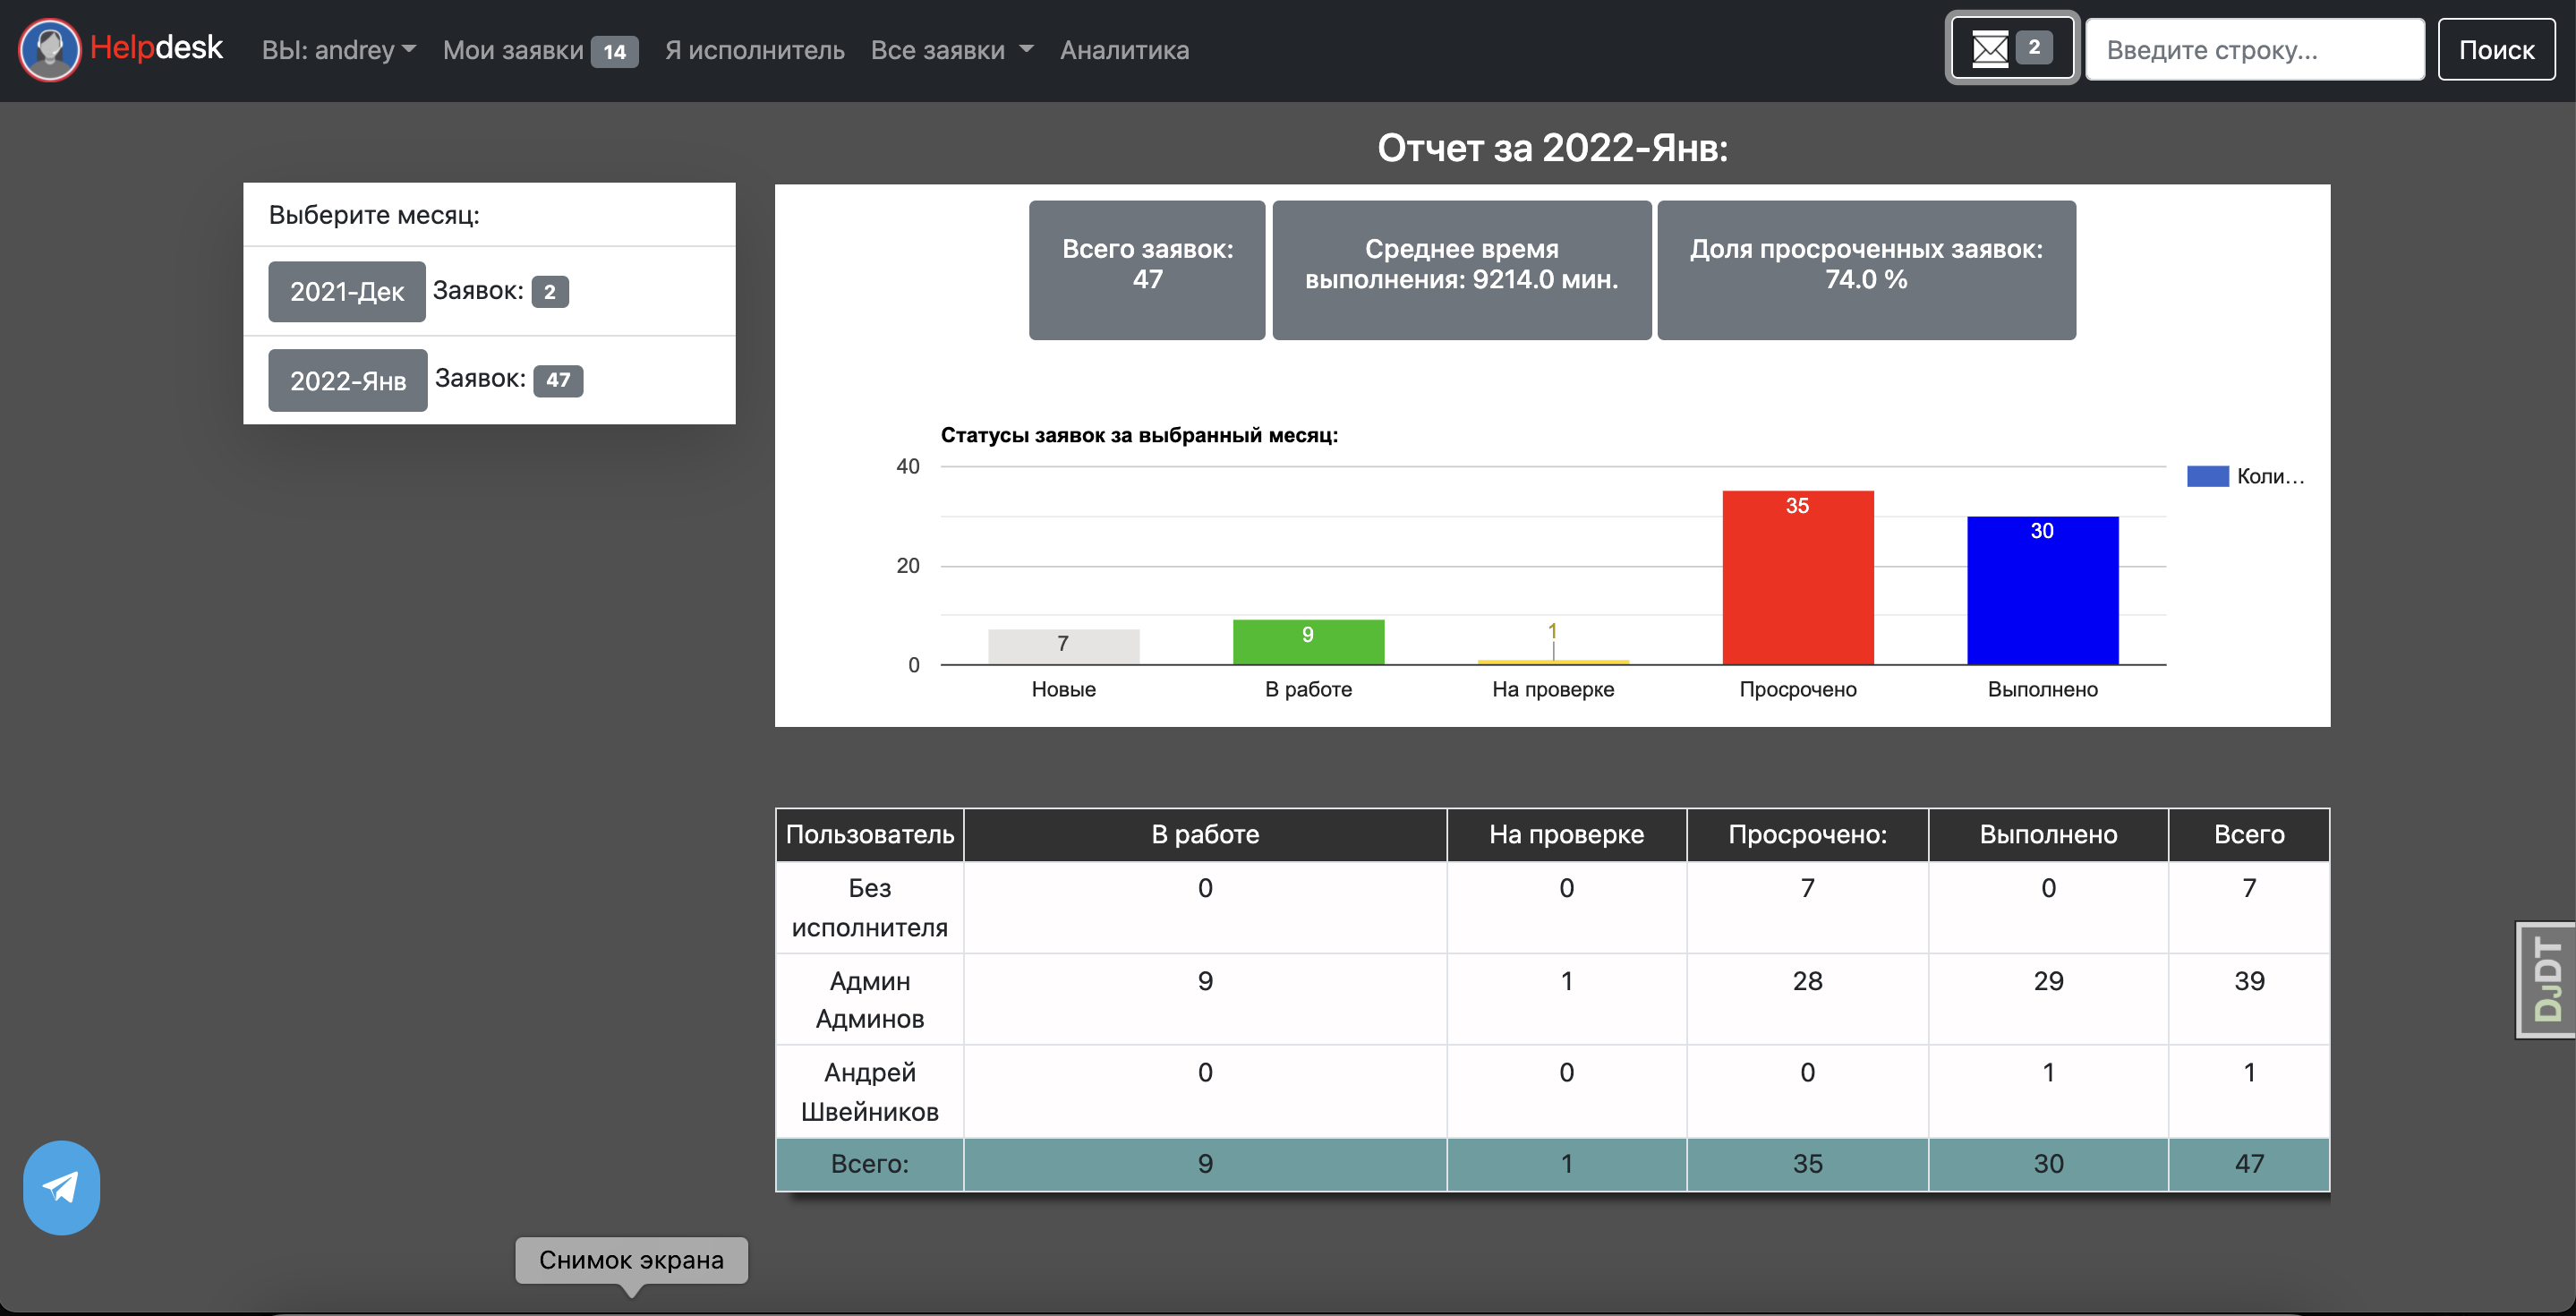 Helpdesk ВЫ: andrey Мои заявки 14 Я исполнитель Все заявки Аналитика 2 Введите строку... Поиск
Отчет за 2022-Янв:
Выберите месяц:
2021-Дек Заявок: 2
2022-Янв Заявок: 47
Всего заявок:
47
Среднее время
выполнения: 9214.0 мин.
Доля просроченных заявок:
74.0 %
Статусы заявок за выбранный месяц:
40
20
0
Коли...
7
9
1
35
30
Новые В работе На проверке Просрочено Выполнено
Пользователь В работе На проверке Просрочено: Выполнено Всего
Без
исполнителя
0 0 7 0 7
Админ
Админов
9 1 28 29 39
Андрей
Швейников
0 0 0 1 1
Всего: 9 1 35 30 47
DJDT
Снимок экрана